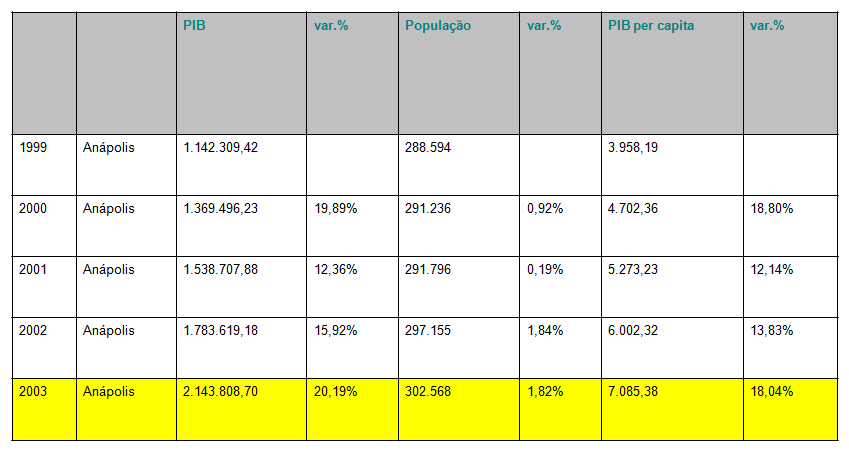 PIB var.% População var.% PIB per capita var.%
1999 Anápolis 1.142.309,42 288.594 3.958,19
2000 Anápolis 1.369.496,23 19,89% 291.236 0,92% 4.702,36 18,80%
2001 Anápolis 1.538.707,88 12,36% 291.796 0,19% 5.273,23 12,14%
2002 Anápolis 1.783.619,18 15,92% 297.155 1,84% 6.002,32 13,83%
2003 Anápolis 2.143.808,70 20,19% 302.568 1,82% 7.085,38 18,04%